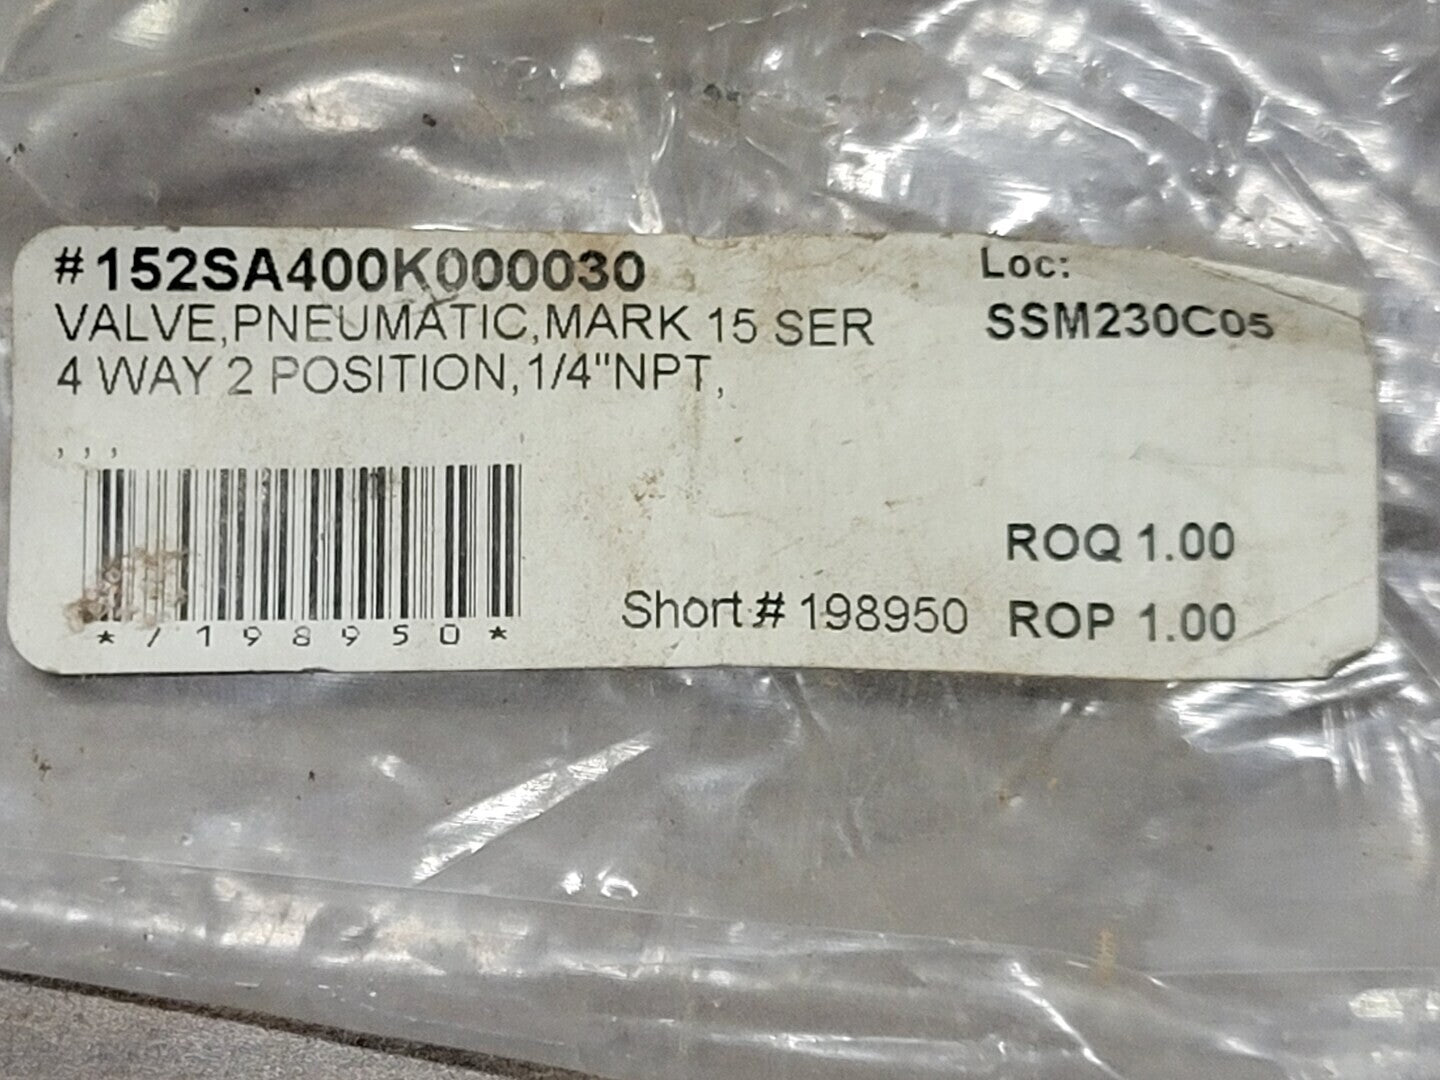 #152SA400K000030
Loc:
VALVE,PNEUMATIC,MARK 15 SER
SSM230C05
4 WAY 2 POSITION,1/4"NPT,
, , ,
ROQ 1.00
Short# 198950
ROP 1.00
*/198950*